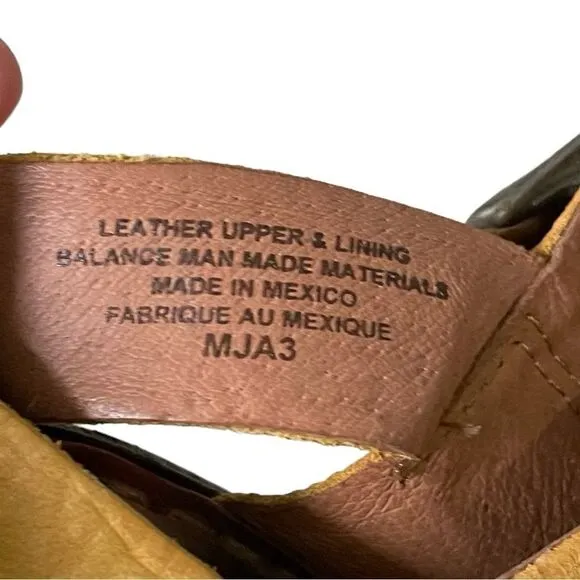 LEATHER UPPER & LINING
BALANCE MAN MADE MATERIALS
MADE IN MEXICO
FABRIQUE AU MEXIQUE
MJA3